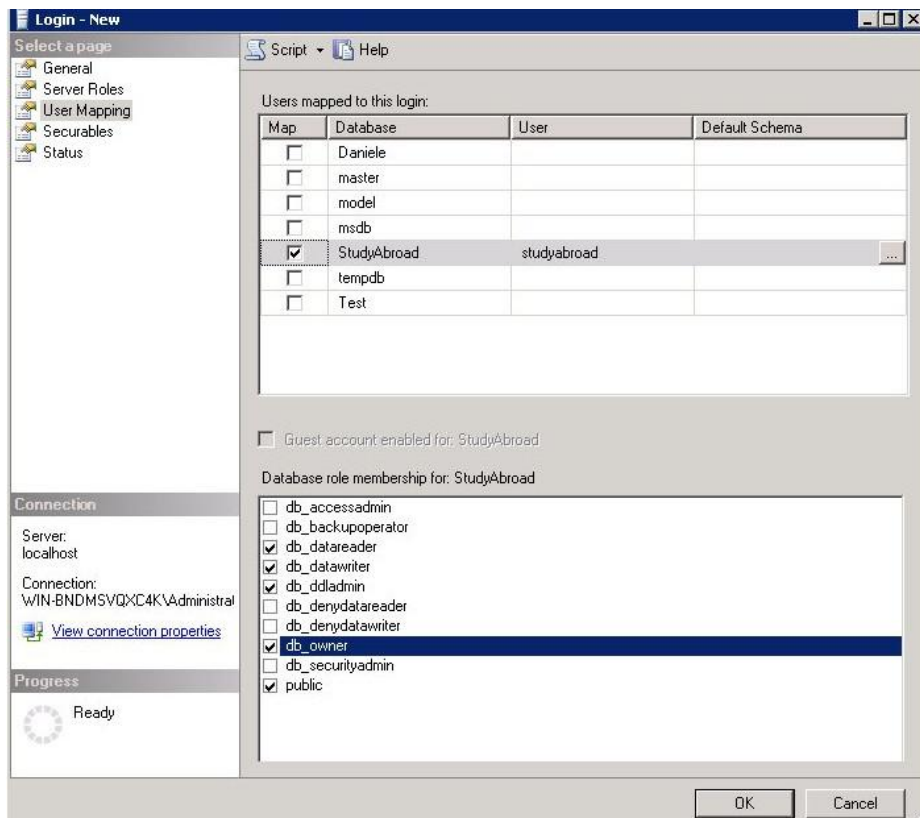 Login - New
Select a page
General
Server Roles
User Mapping
Securables
Status
Script Help
Users mapped to this login:
Map Database User Default Schema
Daniele
master
model
msdb
StudyAbroad studyabroad ...
tempdb
Test
Guest account enabled for: StudyAbroad
Database role membership for: StudyAbroad
db_accessadmin
db_backupoperator
db_datareader
db_datawriter
db_ddladmin
db_denydatareader
db_denydatawriter
db_owner
db_securityadmin
public
Connection
Server:
localhost
Connection:
WIN-BNDMSVQXC4K\Administral
View connection properties
Progress
Ready
OK Cancel